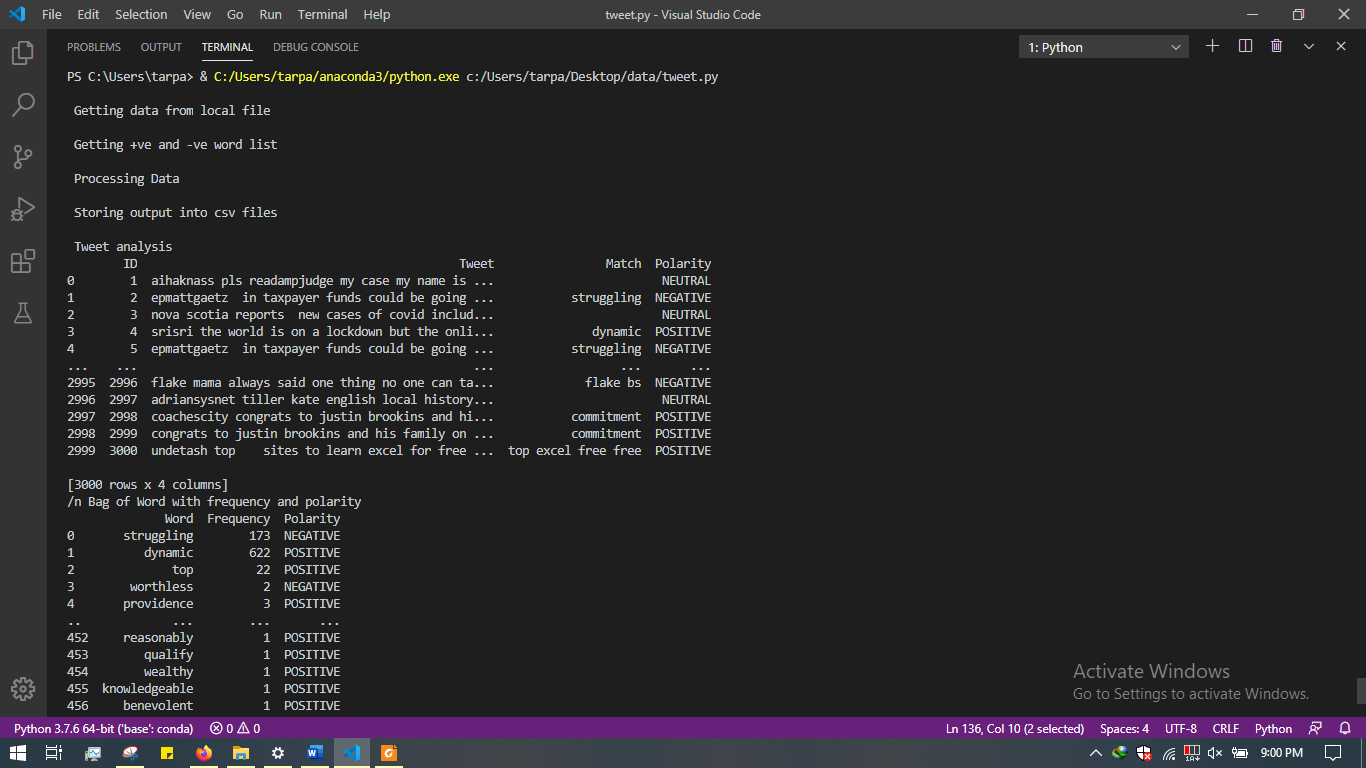 File Edit Selection View Go Run Terminal Help tweet.py - Visual Studio Code
PROBLEMS OUTPUT TERMINAL DEBUG CONSOLE 1: Python
PS C:\Users\tarpa> & C:/Users/tarpa/anaconda3/python.exe c:/Users/tarpa/Desktop/data/tweet.py
Getting data from local file
Getting +ve and -ve word list
Processing Data
Storing output into csv files
Tweet analysis
ID Tweet Match Polarity
0 1 aihaknass pls readampjudge my case my name is ... NEUTRAL
1 2 epmattgaetz  in taxpayer funds could be going ... struggling NEGATIVE
2 3 nova scotia reports  new cases of covid includ... NEUTRAL
3 4 srisri the world is on a lockdown but the onli... dynamic POSITIVE
4 5 epmattgaetz  in taxpayer funds could be going ... struggling NEGATIVE
... ... ... ... ...
2995 2996 flake mama always said one thing no one can ta... flake bs NEGATIVE
2996 2997 adriansysnet tiller kate english local history... NEUTRAL
2997 2998 coachescity congrats to justin brookins and hi... commitment POSITIVE
2998 2999 congrats to justin brookins and his family on ... commitment POSITIVE
2999 3000 undetash top    sites to learn excel for free ... top excel free free POSITIVE
[3000 rows x 4 columns]
/n Bag of Word with frequency and polarity
Word Frequency Polarity
0 struggling 173 NEGATIVE
1 dynamic 622 POSITIVE
2 top 22 POSITIVE
3 worthless 2 NEGATIVE
4 providence 3 POSITIVE
.. ... ... ...
452 reasonably 1 POSITIVE
453 qualify 1 POSITIVE
454 wealthy 1 POSITIVE
455 knowledgeable 1 POSITIVE
456 benevolent 1 POSITIVE
Activate Windows
Go to Settings to activate Windows.
Python 3.7.6 64-bit ('base': conda) 0 0 Ln 136, Col 10 (2 selected) Spaces: 4 UTF-8 CRLF Python
9:00 PM